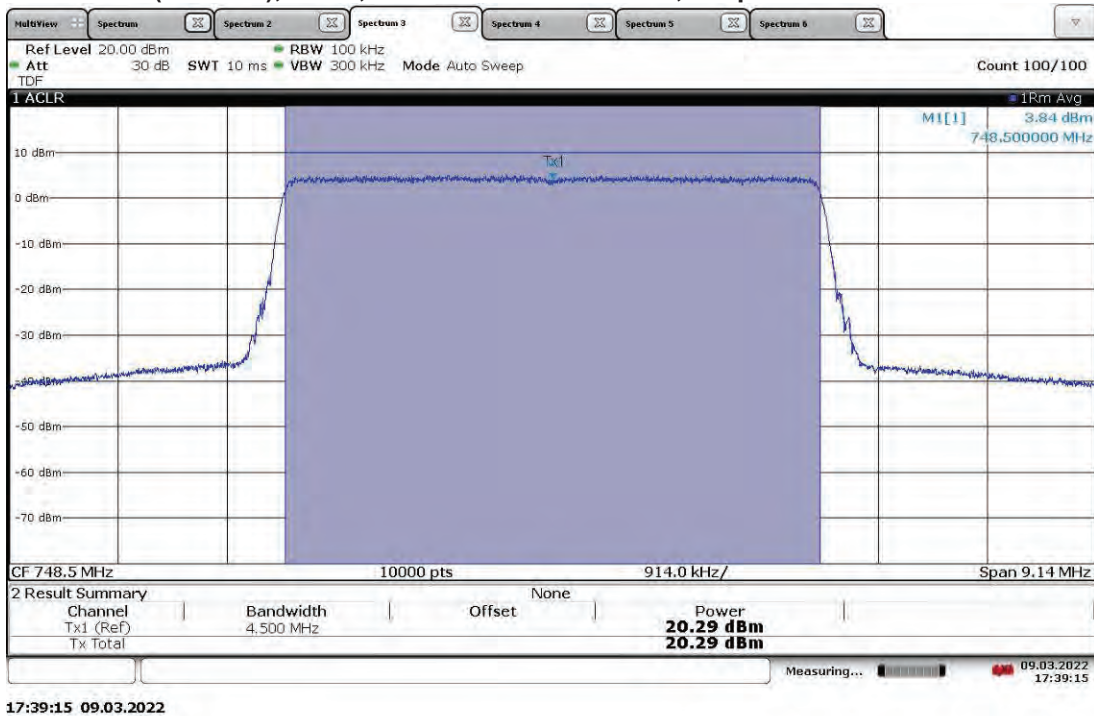 MultiView Spectrum Spectrum 2 Spectrum 3 Spectrum 4 Spectrum 5 Spectrum 6
Ref Level 20.00 dBm RBW 100 kHz
Att 30 dB SWT 10 ms VBW 300 kHz Mode Auto Sweep Count 100/100
TDF
1 ACLR 1Rm Avg
M1[1] 3.84 dBm
748.500000 MHz
10 dBm
Tx1
0 dBm
-10 dBm
-20 dBm
-30 dBm
-40 dBm
-50 dBm
-60 dBm
-70 dBm
CF 748.5 MHz 10000 pts 914.0 kHz/ Span 9.14 MHz
2 Result Summary None
Channel Bandwidth Offset Power
Tx1 (Ref) 4.500 MHz 20.29 dBm
Tx Total 20.29 dBm
Measuring... 09.03.2022
17:39:15
17:39:15 09.03.2022